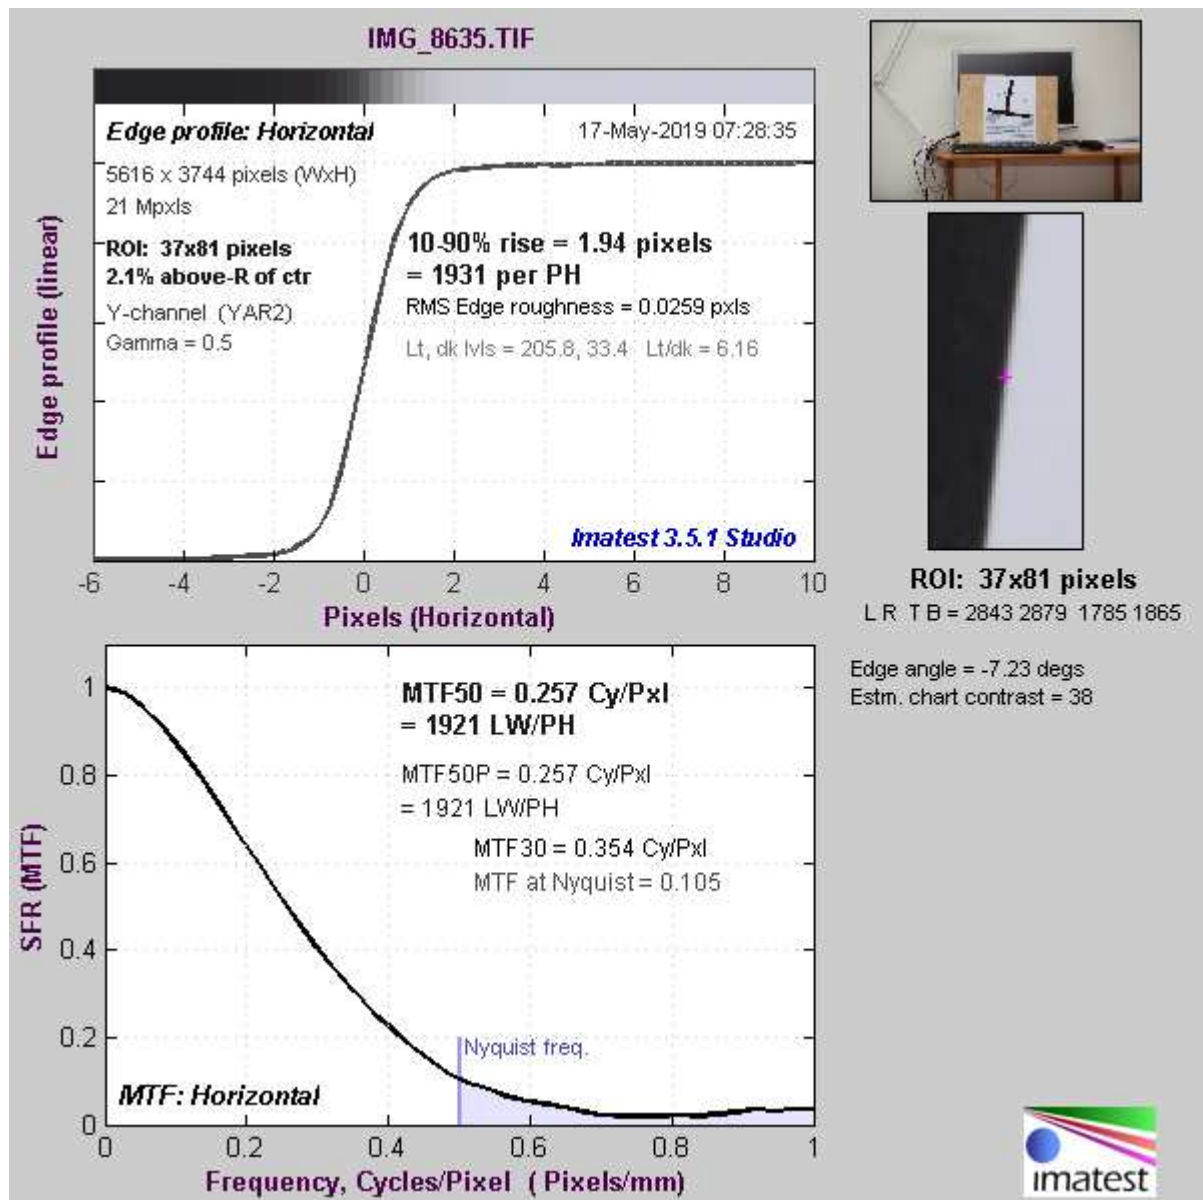 IMG_8635.TIF
Edge profile: Horizontal
17-May-2019 07:28:35
5616 x 3744 pixels (WxH)
21 Mpxls
ROI:  37x81 pixels
2.1% above-R of ctr
Y-channel  (YAR2)
Gamma = 0.5
10-90% rise = 1.94 pixels
= 1931 per PH
RMS Edge roughness = 0.0259 pxls
Lt, dk lvls = 205.8, 33.4   Lt/dk = 6.16
Imatest 3.5.1 Studio
Edge profile (linear)
-6 -4 -2 0 2 4 6 8 10
Pixels (Horizontal)
ROI:  37x81 pixels
L R  T B = 2843 2879  1785 1865
Edge angle = -7.23 degs
Estm. chart contrast = 38
MTF50 = 0.257 Cy/Pxl
= 1921 LW/PH
MTF50P = 0.257 Cy/Pxl
= 1921 LW/PH
MTF30 = 0.354 Cy/Pxl
MTF at Nyquist = 0.105
Nyquist freq.
MTF: Horizontal
SFR (MTF)
1
0.8
0.6
0.4
0.2
0
0 0.2 0.4 0.6 0.8 1
Frequency, Cycles/Pixel  ( Pixels/mm)
imatest